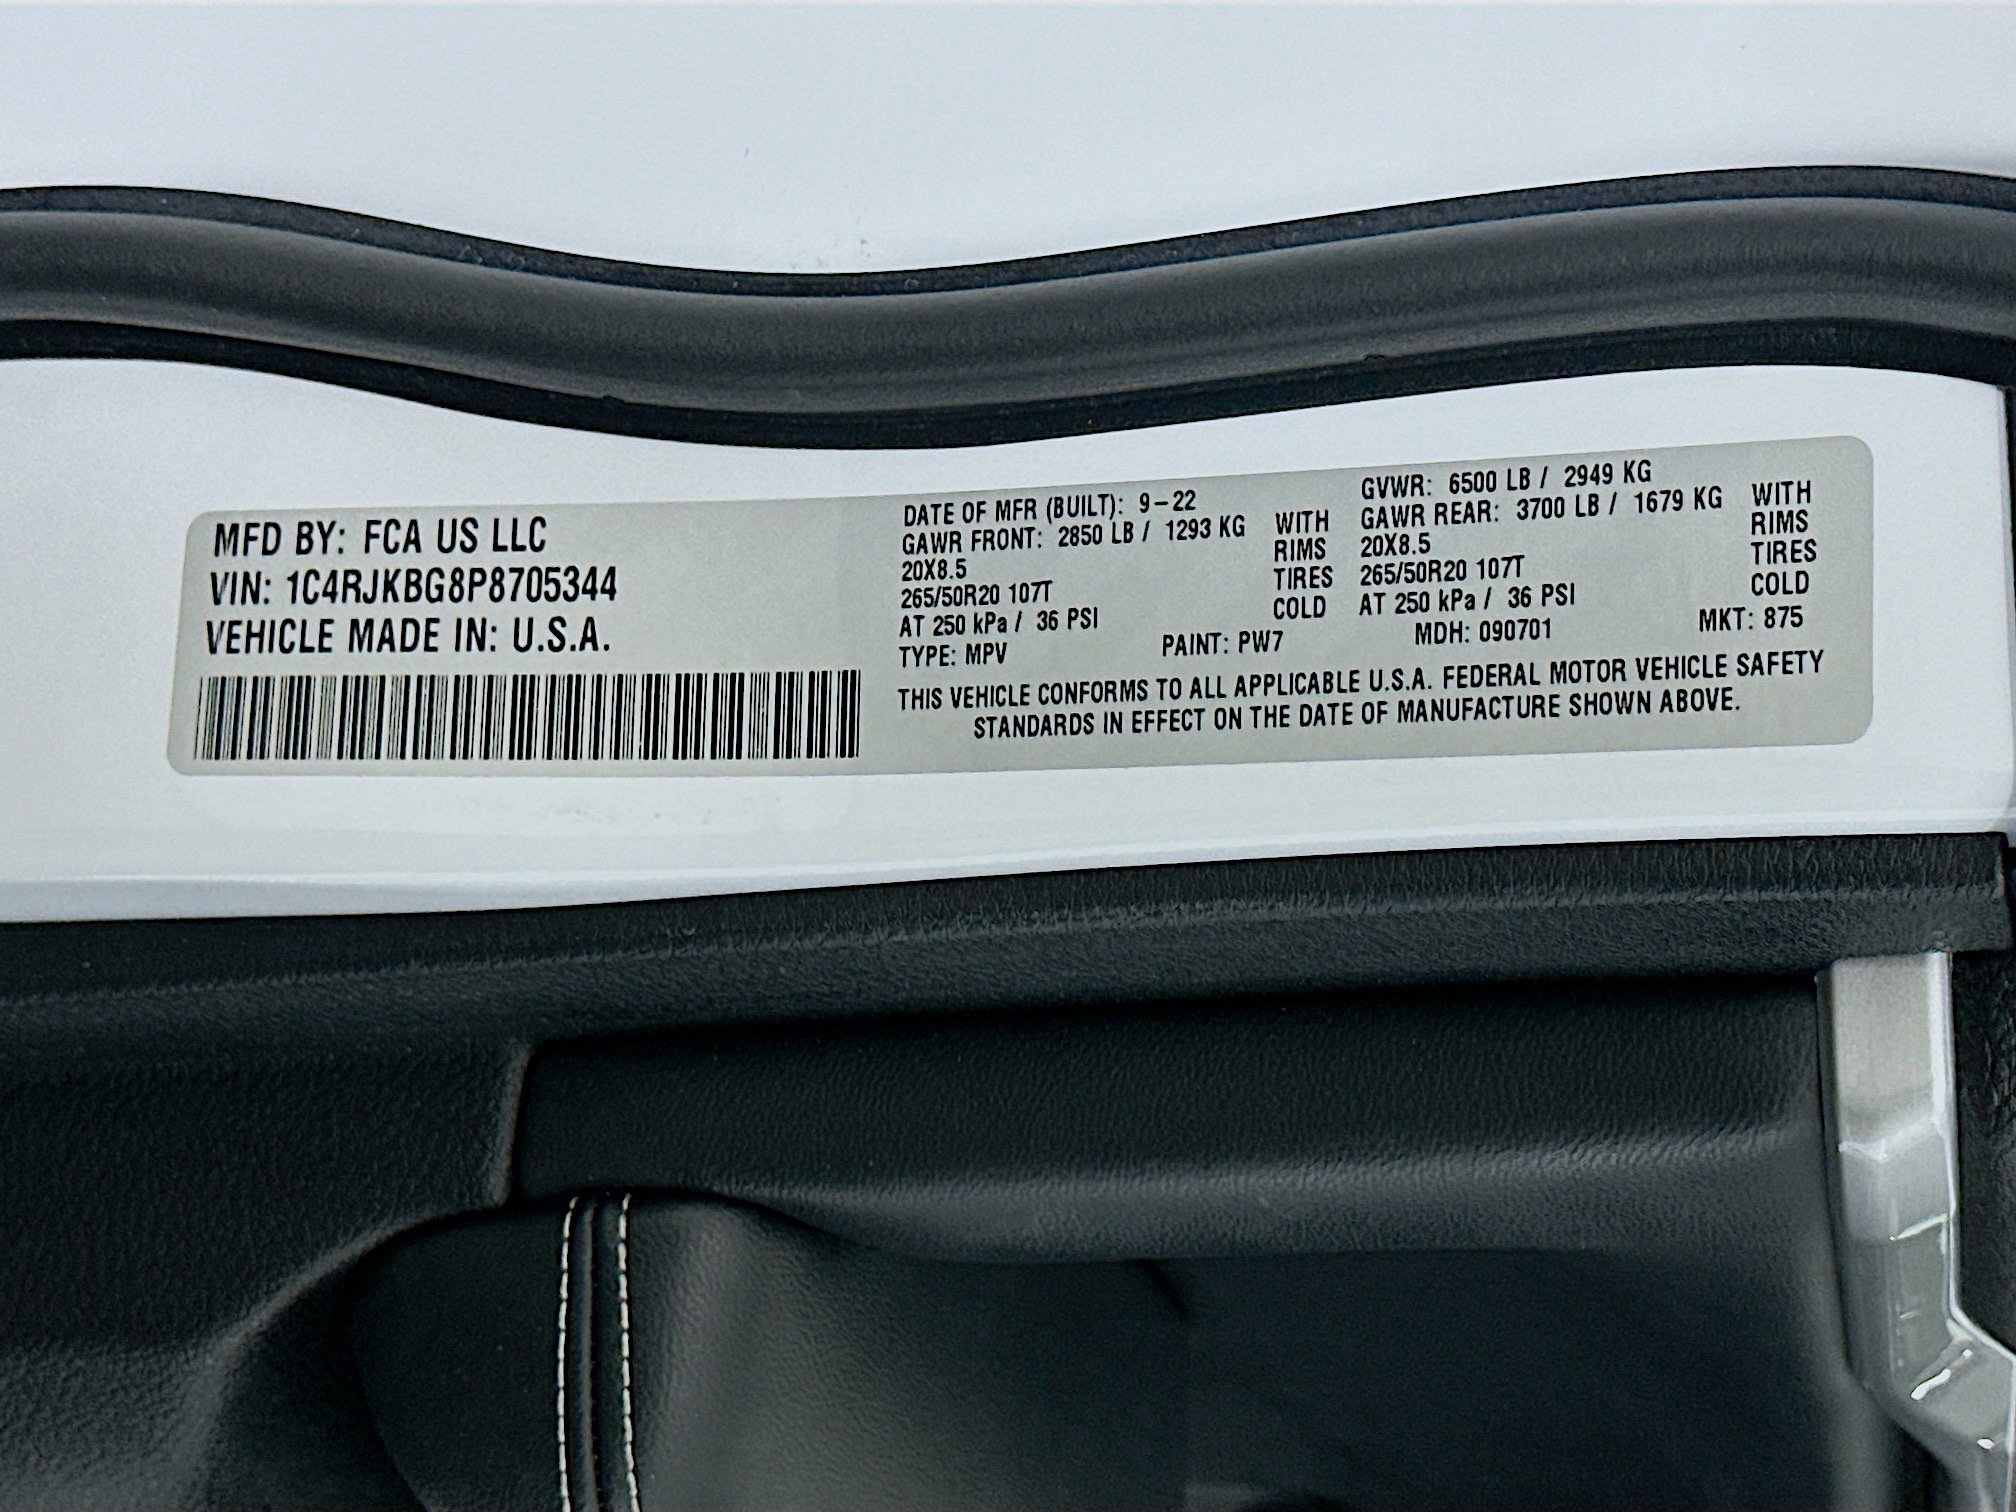 MFD BY: FCA US LLC
VIN: 1C4RJKBG8P8705344
VEHICLE MADE IN: U.S.A.
DATE OF MFR (BUILT): 9-22
GAWR FRONT: 2850 LB / 1293 KG WITH
20X8.5 RIMS
265/50R20 107T TIRES
AT 250 kPa / 36 PSI COLD
GVWR: 6500 LB / 2949 KG
GAWR REAR: 3700 LB / 1679 KG WITH
20X8.5 RIMS
265/50R20 107T TIRES
AT 250 kPa / 36 PSI COLD
TYPE: MPV PAINT: PW7 MDH: 090701 MKT: 875
THIS VEHICLE CONFORMS TO ALL APPLICABLE U.S.A. FEDERAL MOTOR VEHICLE SAFETY
STANDARDS IN EFFECT ON THE DATE OF MANUFACTURE SHOWN ABOVE.